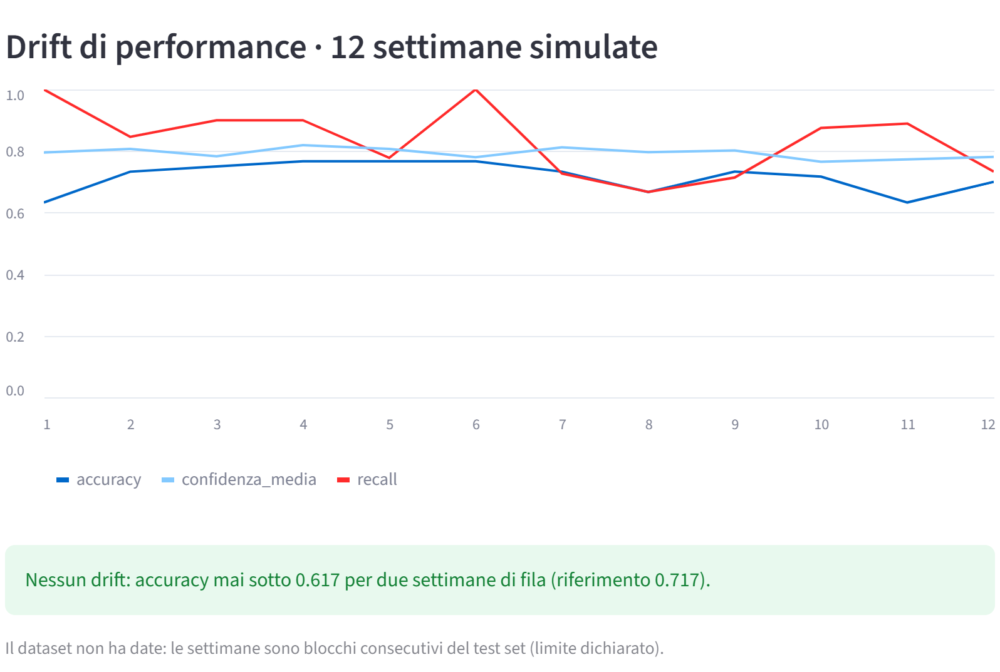 Drift di performance · 12 settimane simulate
1.0
0.8
0.6
0.4
0.2
0.0
1 2 3 4 5 6 7 8 9 10 11 12
accuracy confidenza_media recall
Nessun drift: accuracy mai sotto 0.617 per due settimane di fila (riferimento 0.717).
Il dataset non ha date: le settimane sono blocchi consecutivi del test set (limite dichiarato).